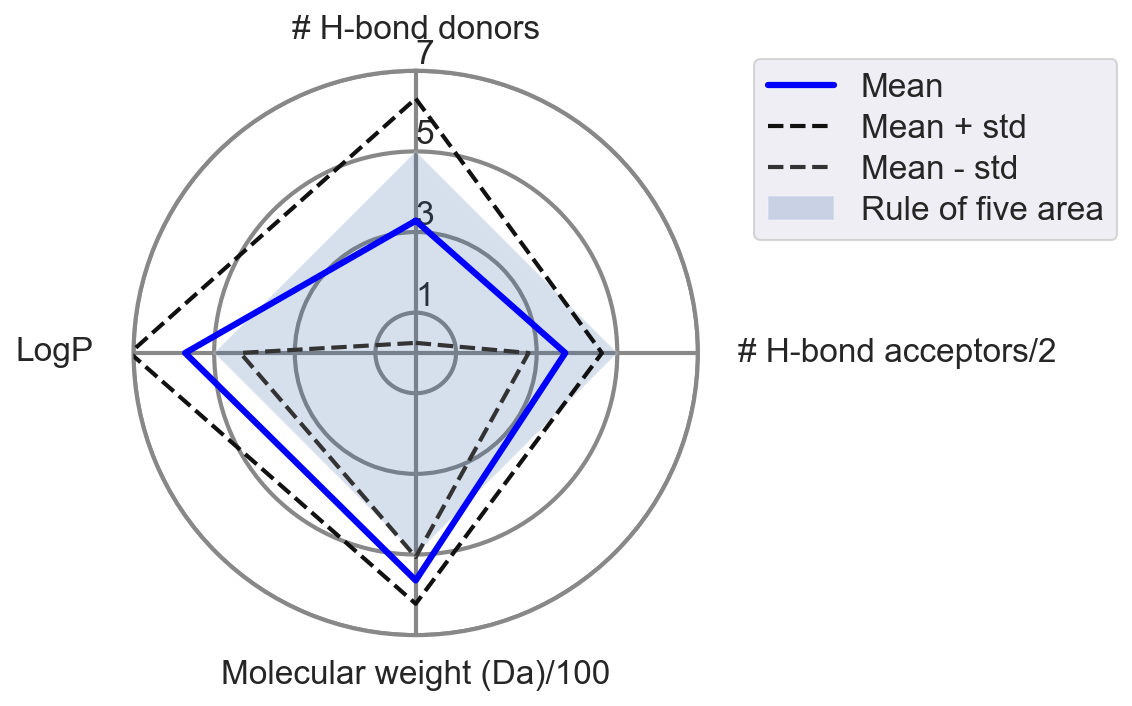 # H-bond donors
7
5
3
1
LogP
# H-bond acceptors/2
Molecular weight (Da)/100
Mean
Mean + std
Mean - std
Rule of five area